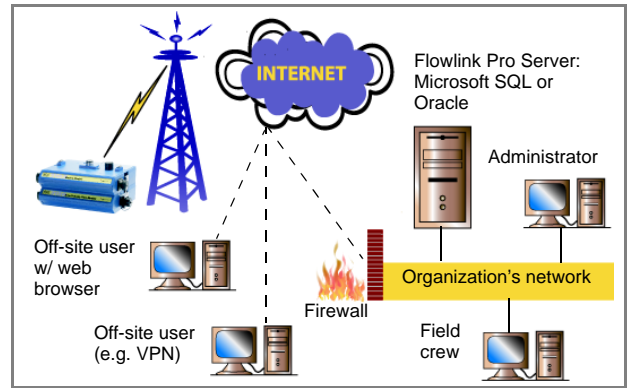 INTERNET
Flowlink Pro Server:
Microsoft SQL or
Oracle
Administrator
Off-site user
w/ web
browser
Organization's network
Firewall
Off-site user
(e.g. VPN)
Field
crew